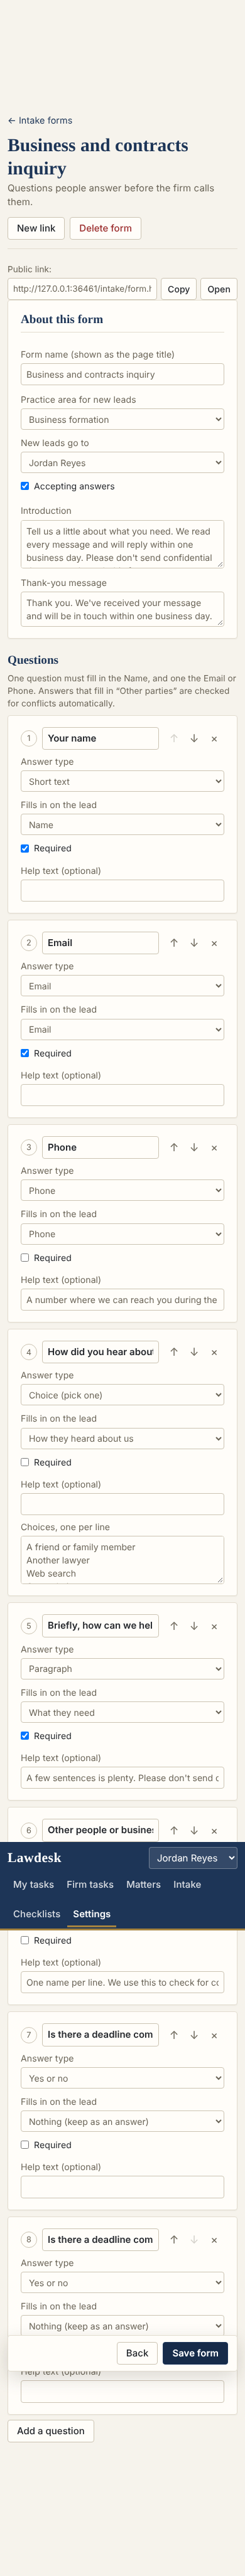 ← Intake forms
Business and contracts
inquiry
Questions people answer before the firm calls
them.
New link
Delete form
Public link:
http://127.0.0.1:36461/intake/form.h
Copy
Open
About this form
Form name (shown as the page title)
Business and contracts inquiry
Practice area for new leads
Business formation
New leads go to
Jordan Reyes
Accepting answers
Introduction
Tell us a little about what you need. We read
every message and will reply within one
business day. Please don't send confidential
Thank-you message
Thank you. We've received your message
and will be in touch within one business day.
Questions
One question must fill in the Name, and one the Email or
Phone. Answers that fill in “Other parties” are checked
for conflicts automatically.
1
Your name
↑ ↓ ×
Answer type
Short text
Fills in on the lead
Name
Required
Help text (optional)
2
Email
↑ ↓ ×
Answer type
Email
Fills in on the lead
Email
Required
Help text (optional)
3
Phone
↑ ↓ ×
Answer type
Phone
Fills in on the lead
Phone
Required
Help text (optional)
A number where we can reach you during the
4
How did you hear about
↑ ↓ ×
Answer type
Choice (pick one)
Fills in on the lead
How they heard about us
Required
Help text (optional)
Choices, one per line
A friend or family member
Another lawyer
Web search
5
Briefly, how can we hel
↑ ↓ ×
Answer type
Paragraph
Fills in on the lead
What they need
Required
Help text (optional)
A few sentences is plenty. Please don't send c
6
Other people or busines
↑ ↓ ×
Lawdesk
Jordan Reyes
My tasks
Firm tasks
Matters
Intake
Checklists
Settings
Required
Help text (optional)
One name per line. We use this to check for co
7
Is there a deadline com
↑ ↓ ×
Answer type
Yes or no
Fills in on the lead
Nothing (keep as an answer)
Required
Help text (optional)
8
Is there a deadline com
↑ ↓ ×
Answer type
Yes or no
Fills in on the lead
Nothing (keep as an answer)
Back
Save form
Help text (optional)
Add a question